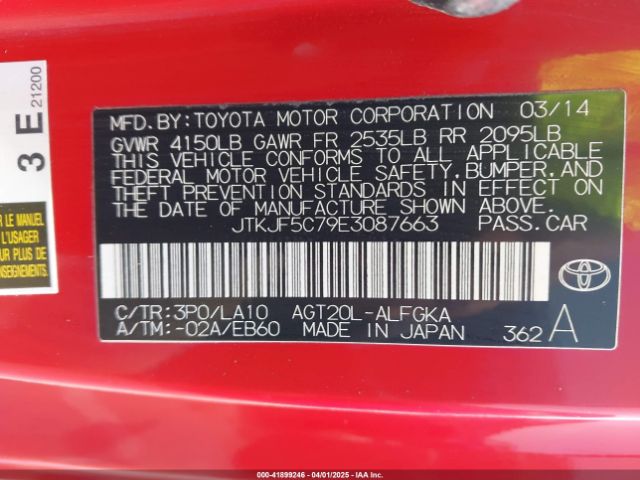 3 E 21200
R LE MANUEL
L'USAGER
A PLUS
NSEIGNEMENTS
MFD. BY: TOYOTA MOTOR CORPORATION 03/14
GVWR 4150LB GAWR FR 2535LB RR 2095LB
THIS VEHICLE CONFORMS TO ALL APPLICABLE
FEDERAL MOTOR VEHICLE SAFETY, BUMPER, AND
THEFT PREVENTION STANDARDS IN EFFECT ON
THE DATE OF MANUFACTURE SHOWN ABOVE.
JTKJF5C79E3087663 PASS.CAR
C/TR:3P0/LA10 AGT20L-ALFGKA
A/TM:-02A/EB60 MADE IN JAPAN 362 A
000-41899246 - 04/01/2025 - IAA Inc.